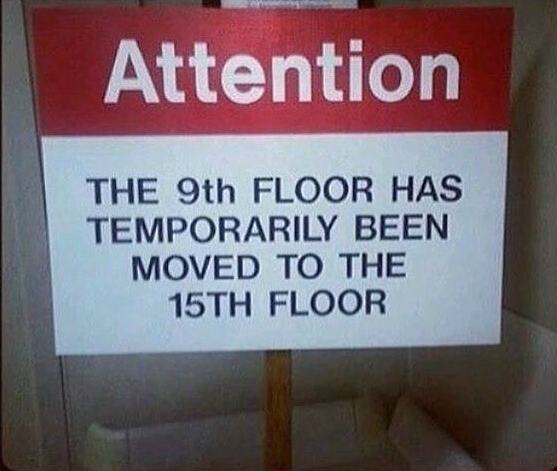 Attention
THE 9th FLOOR HAS
TEMPORARILY BEEN
MOVED TO THE
15TH FLOOR